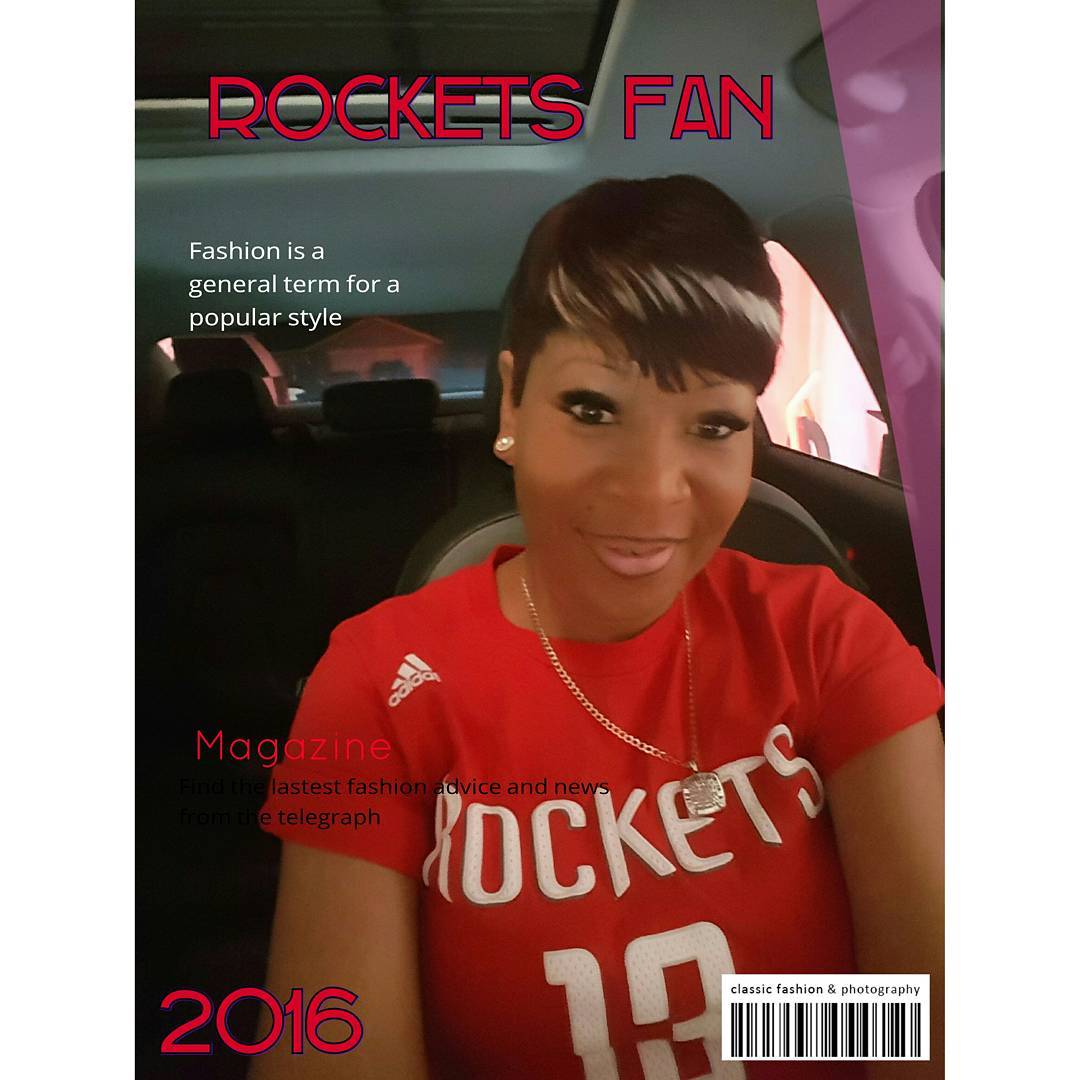 ROCKETS FAN
Fashion is a
general term for a
popular style
adidas
Magazine
Find the lastest fashion advice and news
from the telegraph
ROCKETS
13
2016
classic fashion & photography